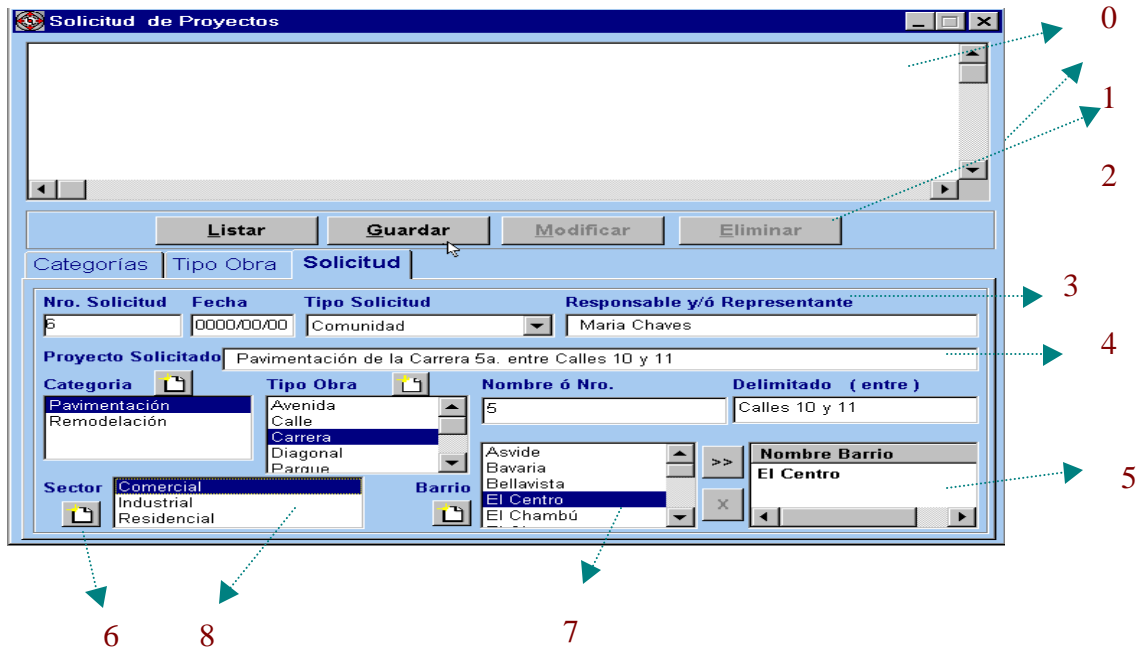 Solicitud de Proyectos
0
1
2
Listar Guardar Modificar Eliminar
Categorías Tipo Obra Solicitud
3
Nro. Solicitud Fecha Tipo Solicitud Responsable y/ó Representante
6 0000/00/00 Comunidad Maria Chaves
4
Proyecto Solicitado Pavimentación de la Carrera 5a. entre Calles 10 y 11
Categoria Tipo Obra Nombre ó Nro. Delimitado ( entre )
Pavimentación
Remodelación
Avenida
Calle
Carrera
Diagonal
Parque
5
Calles 10 y 11
Sector
Comercial
Industrial
Residencial
Barrio
Asvide
Bavaria
Bellavista
El Centro
El Chambú
>>
x
Nombre Barrio
El Centro
5
6 8 7